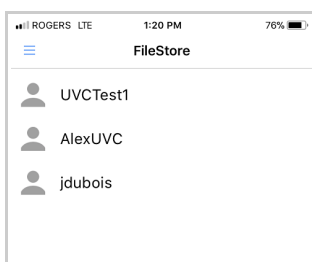 ROGERS LTE 1:20 PM 76%
FileStore
UVCTest1
AlexUVC
jdubois